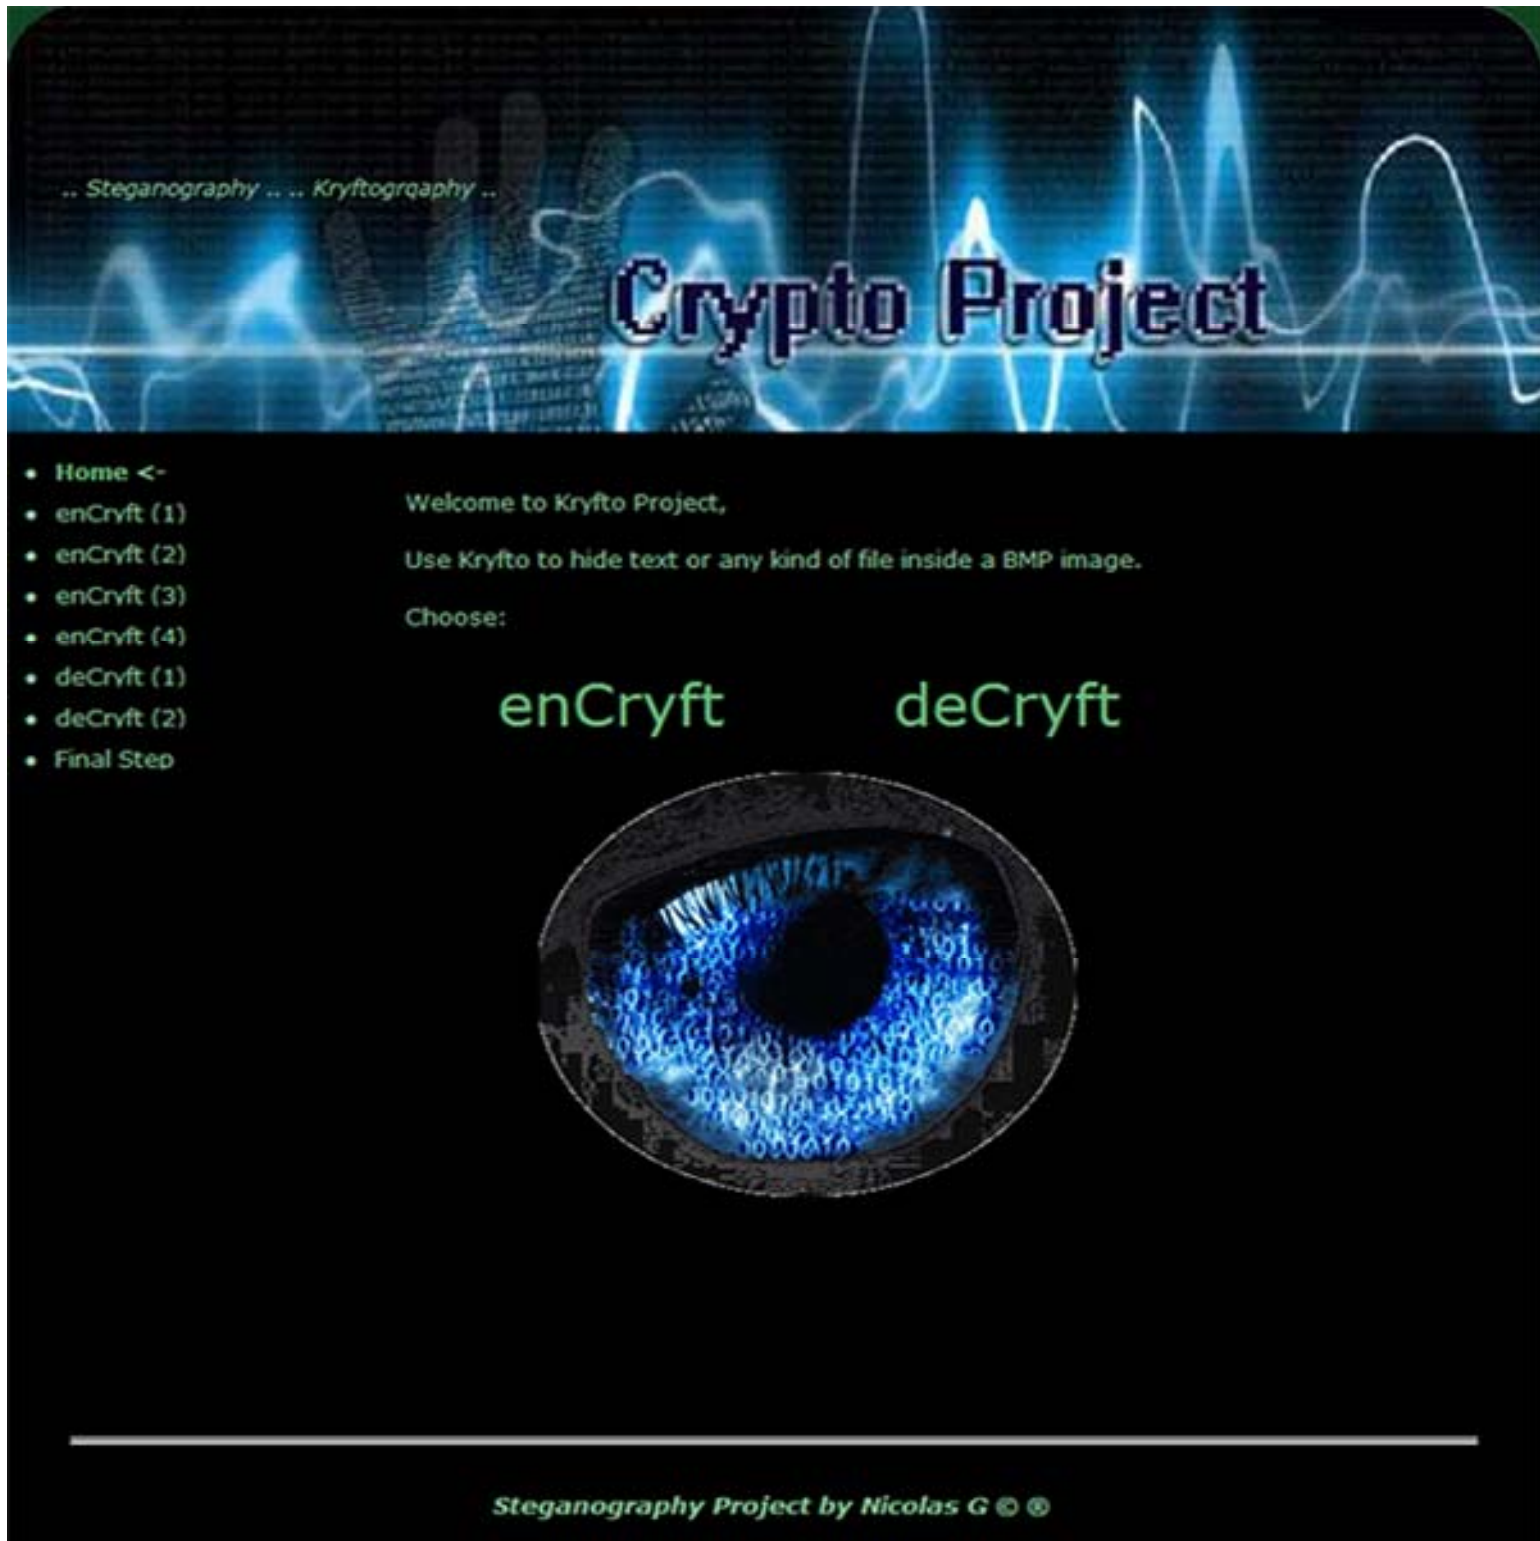 .. Steganography .. .. Kryftogrqaphy ..
Crypto Project
Home <-
enCryft (1)
enCryft (2)
enCryft (3)
enCryft (4)
deCryft (1)
deCryft (2)
Final Step
Welcome to Kryfto Project,
Use Kryfto to hide text or any kind of file inside a BMP image.
Choose:
enCryft deCryft
Steganography Project by Nicolas G © ®